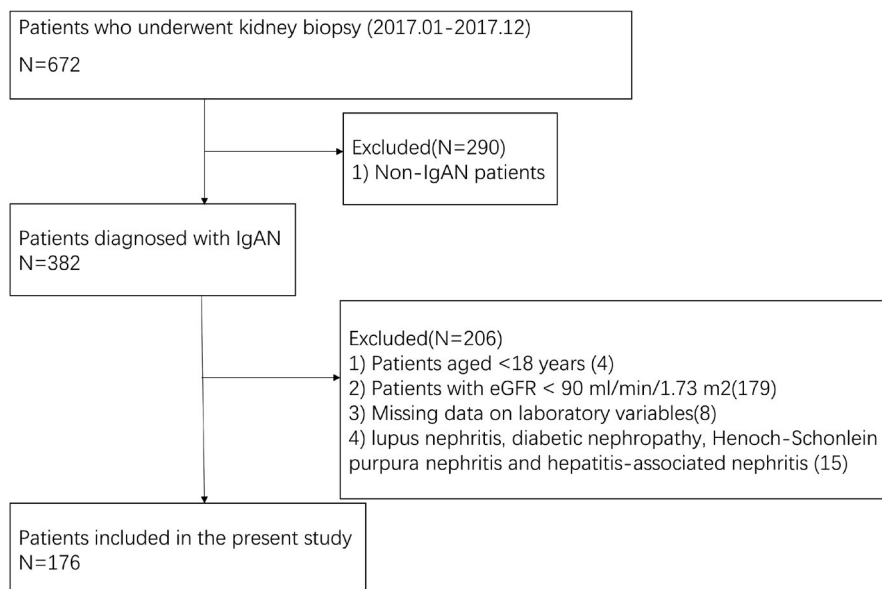 Patients who underwent kidney biopsy (2017.01-2017.12)
N=672
Excluded(N=290)
1) Non-IgAN patients
Patients diagnosed with IgAN
N=382
Excluded(N=206)
1) Patients aged <18 years (4)
2) Patients with eGFR < 90 ml/min/1.73 m2(179)
3) Missing data on laboratory variables(8)
4) lupus nephritis, diabetic nephropathy, Henoch-Schonlein
purpura nephritis and hepatitis-associated nephritis (15)
Patients included in the present study
N=176